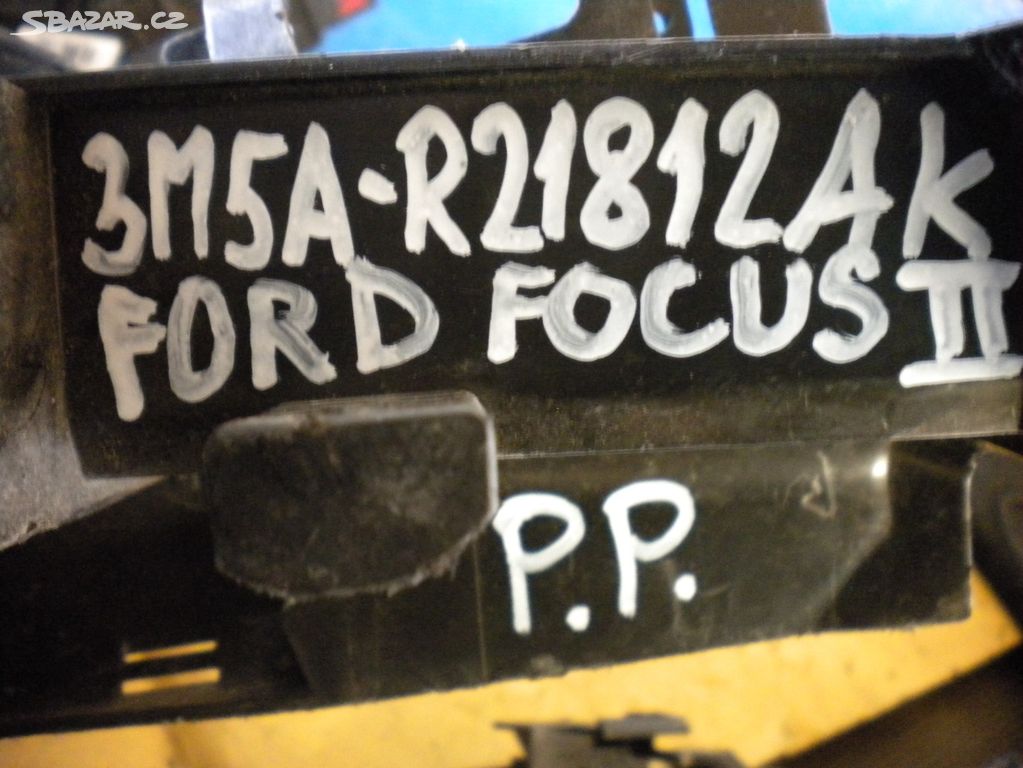 SBAZAR.CZ
3M5A-R21812AK
FORD FOCUS II
P.P.